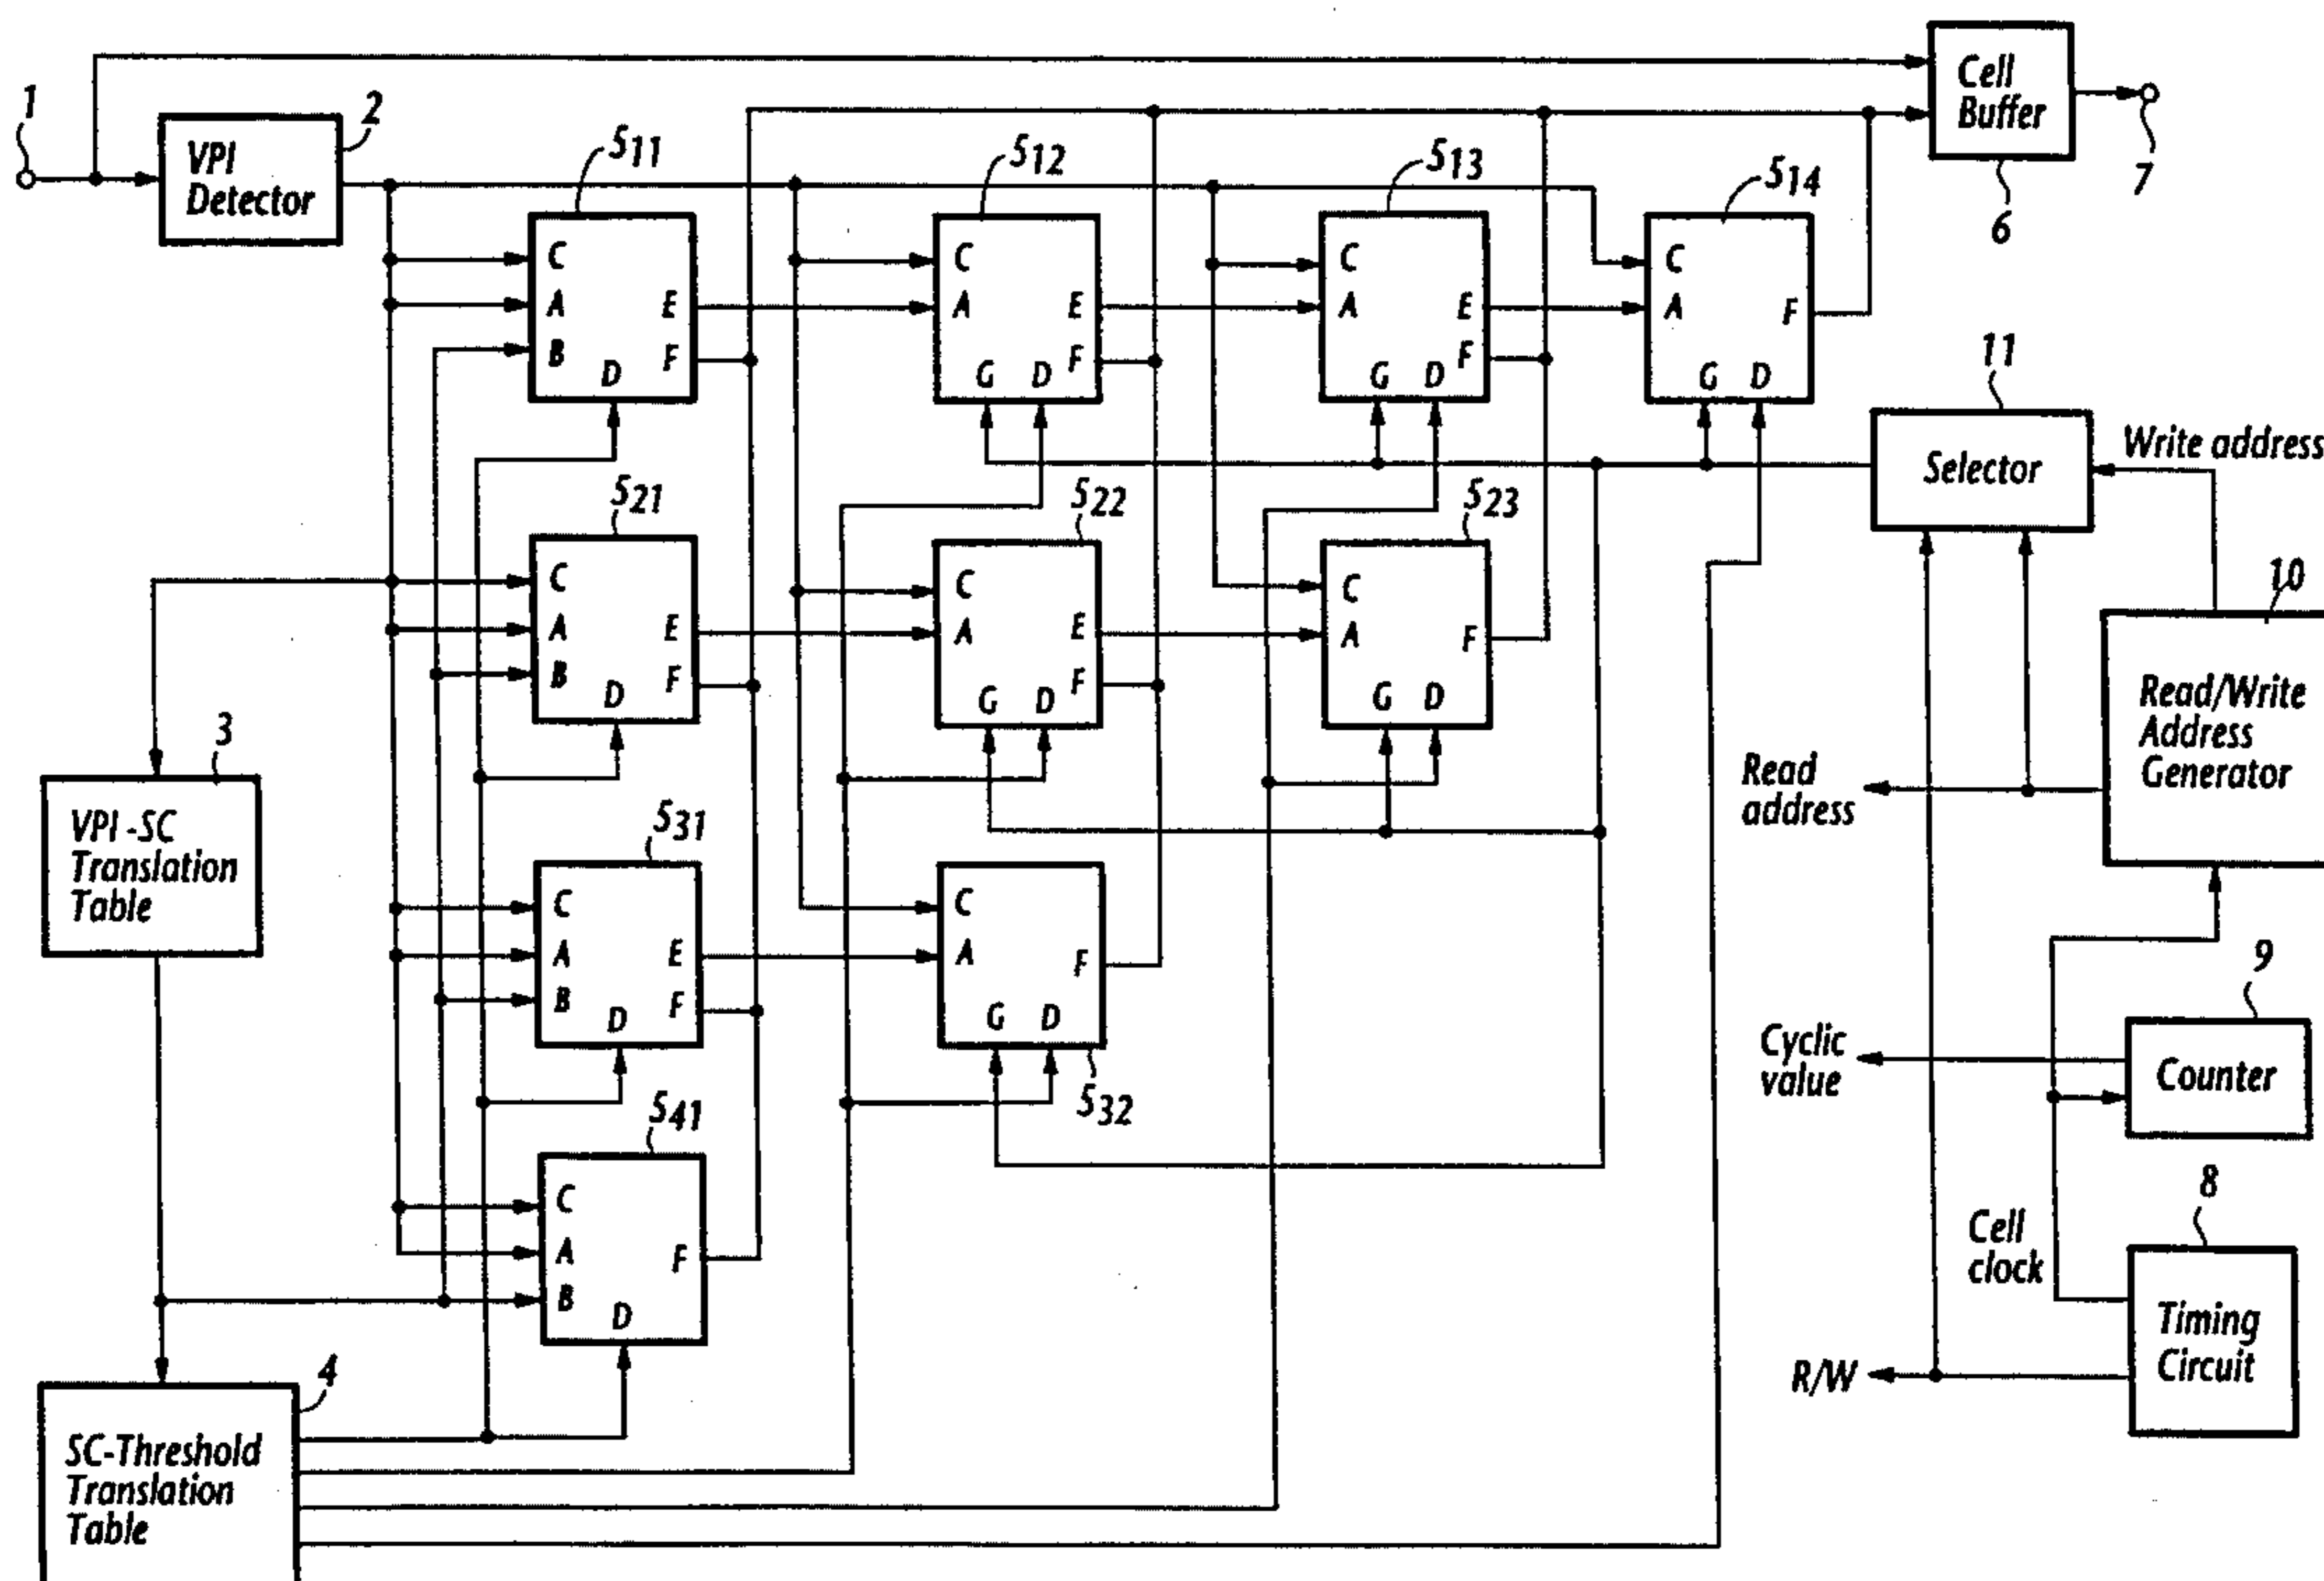 1
2
VPI
Detector
Cell
Buffer
6
7
511
C
A
B
D
E
F
512
C
A
G
D
E
F
513
C
A
G
D
E
F
514
C
A
G
D
F
11
Selector
Write address
521
C
A
B
D
E
F
522
C
A
G
D
E
F
523
C
A
G
D
F
10
Read/Write
Address
Generator
Read
address
3
VPI-SC
Translation
Table
531
C
A
B
D
E
F
532
C
A
G
D
F
9
Counter
Cyclic
value
541
C
A
B
D
F
8
Timing
Circuit
Cell
clock
R/W
4
SC-Threshold
Translation
Table